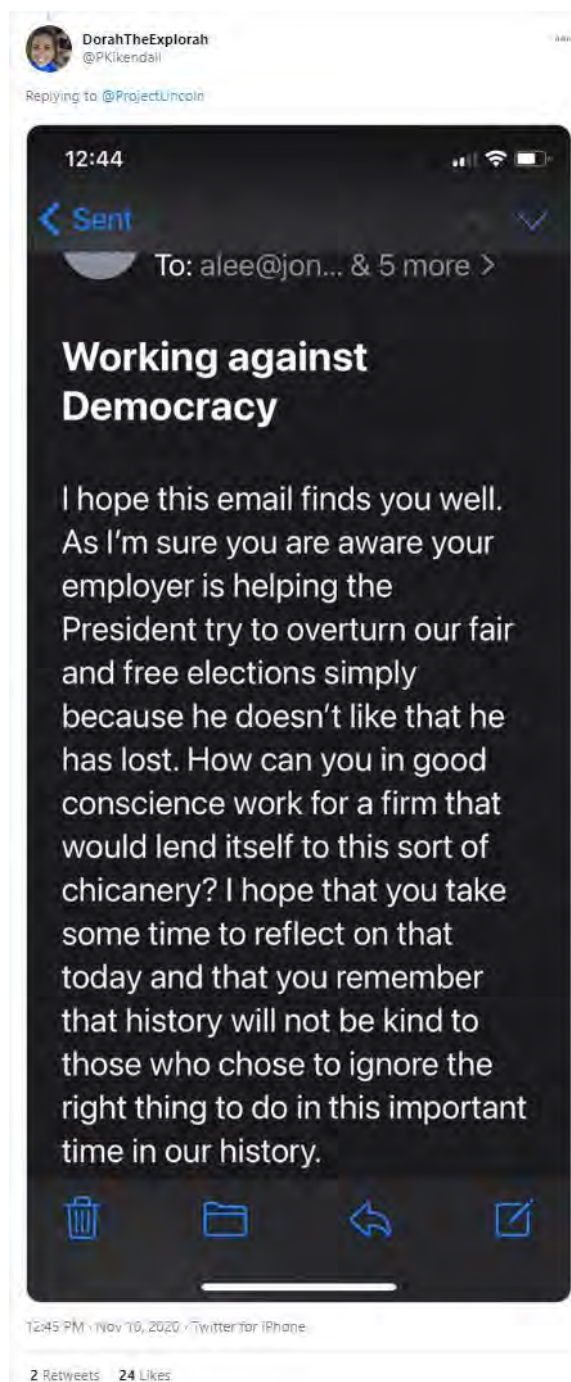 DorahTheExplorah
@PKikendall
Replying to @ProjectLincoln
12:44
Sent
To: alee@jon... & 5 more >
Working against
Democracy
I hope this email finds you well.
As I'm sure you are aware your
employer is helping the
President try to overturn our fair
and free elections simply
because he doesn't like that he
has lost. How can you in good
conscience work for a firm that
would lend itself to this sort of
chicanery? I hope that you take
some time to reflect on that
today and that you remember
that history will not be kind to
those who chose to ignore the
right thing to do in this important
time in our history.
12:45 PM · Nov 10, 2020 · Twitter for iPhone
2 Retweets 24 Likes